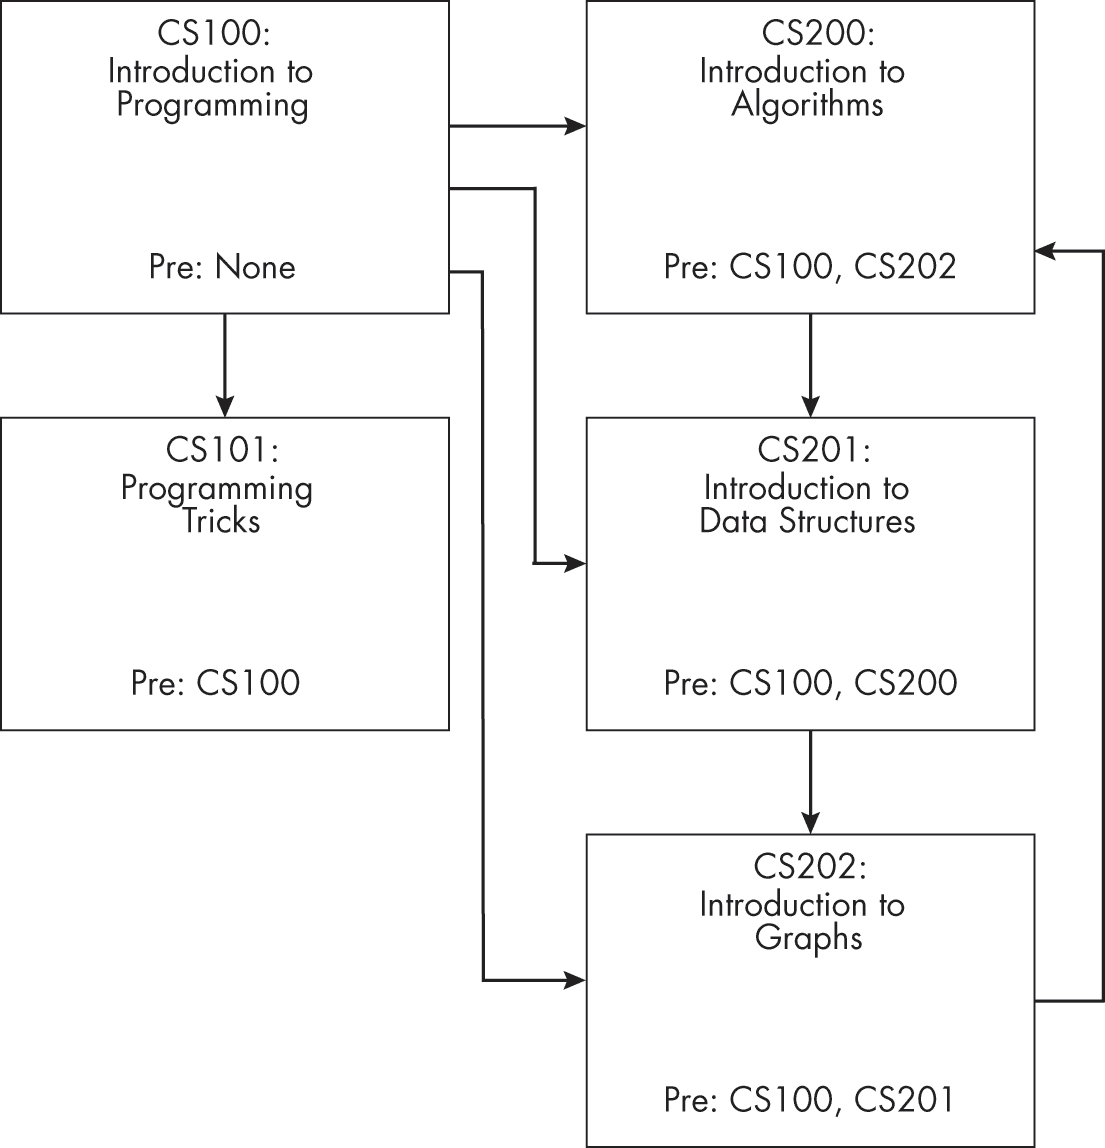 CS100:
Introduction to
Programming
Pre: None
CS200:
Introduction to
Algorithms
Pre: CS100, CS202
CS101:
Programming
Tricks
Pre: CS100
CS201:
Introduction to
Data Structures
Pre: CS100, CS200
CS202:
Introduction to
Graphs
Pre: CS100, CS201